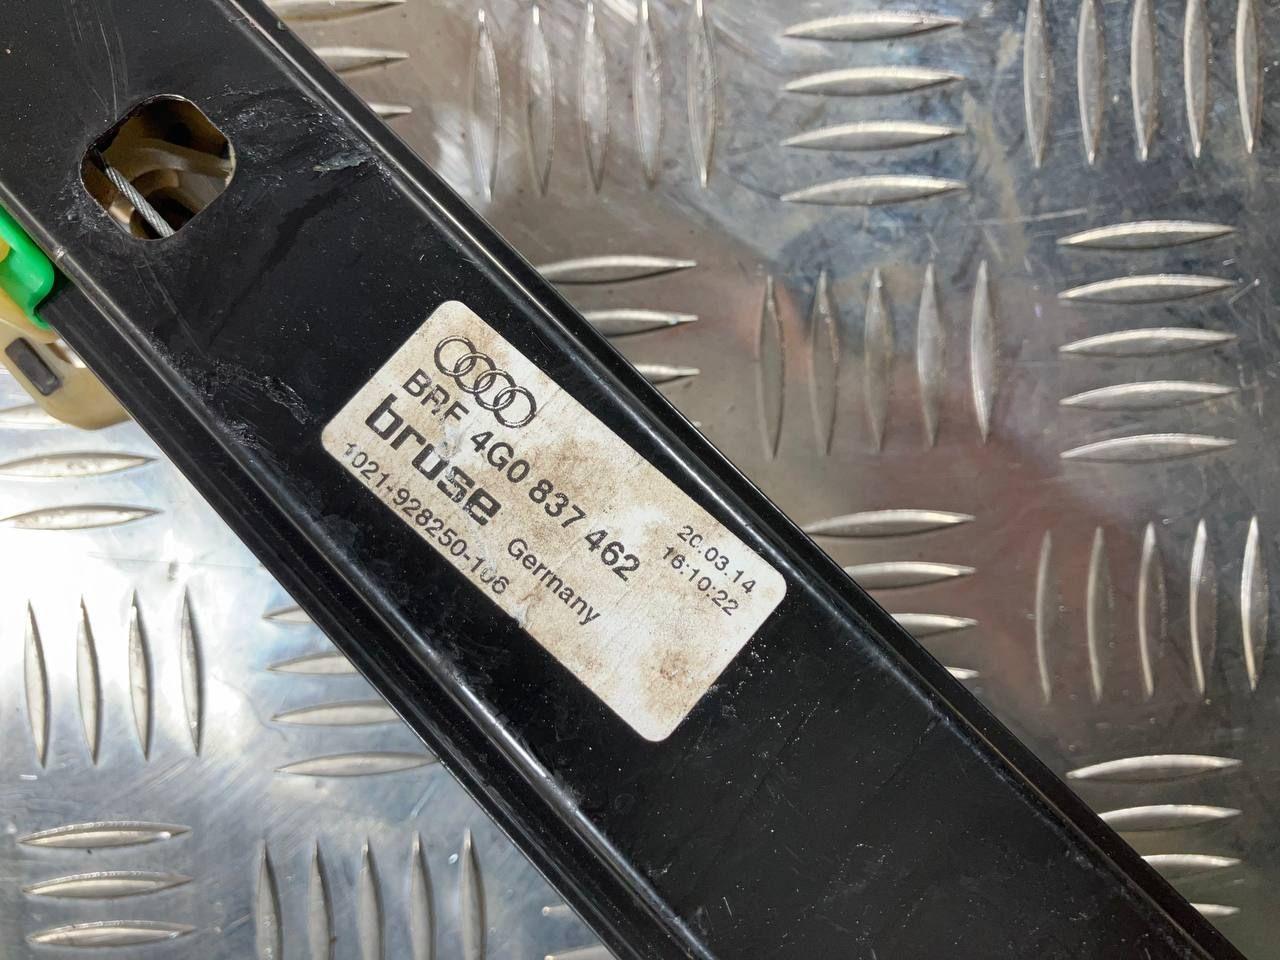 BRF 4G0 837 462
brose
1021-928250-106
Germany
20.03.14
16:10:22